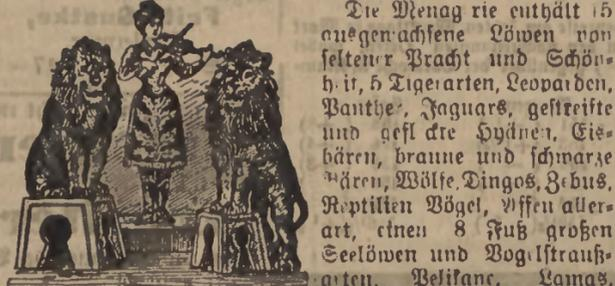 Die Menagerie enthält 15
ausgewachsene Löwen von
seltener Pracht und Schön-
heit, 5 Tigerarten, Leoparden,
Panther, Jaguars, gestreifte
und gefleckte Hyänen, Eis-
bären, braune und schwarze
Bären, Wölfe, Dingos, Zebus,
Reptilien Vögel, Affen aller-
art, einen 8 Fuß großen
Seelöwen und Vogelstrauß-
arten, Pelikane, Lamas,